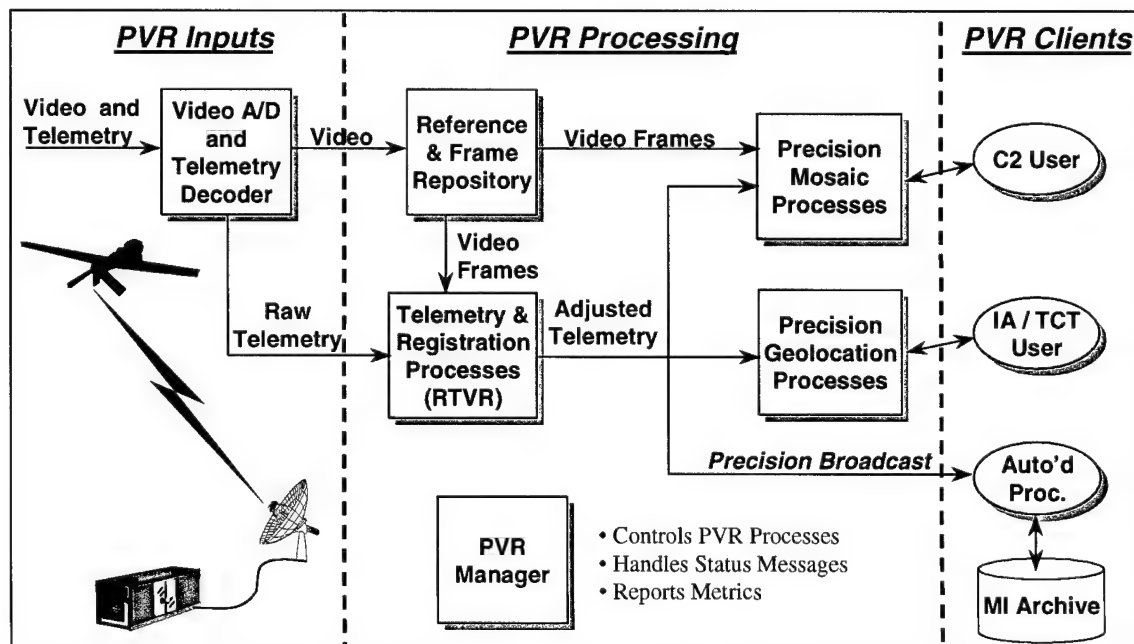 PVR Inputs
PVR Processing
PVR Clients
Video and
Telemetry
Video A/D
and
Telemetry
Decoder
Video
Reference
& Frame
Repository
Video Frames
Precision
Mosaic
Processes
C2 User
Video
Frames
Raw
Telemetry
Telemetry &
Registration
Processes
(RTVR)
Adjusted
Telemetry
Precision
Geolocation
Processes
IA / TCT
User
Precision Broadcast
Auto'd
Proc.
PVR
Manager
• Controls PVR Processes
• Handles Status Messages
• Reports Metrics
MI Archive